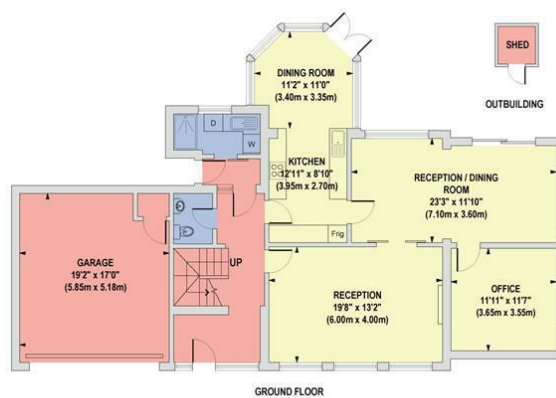 DINING ROOM
11'2" x 11'0"
(3.40m x 3.35m)
SHED
OUTBUILDING
D
W
KITCHEN
12'11" x 8'10"
(3.95m x 2.70m)
RECEPTION / DINING
ROOM
23'3" x 11'10"
(7.10m x 3.60m)
Frig
GARAGE
19'2" x 17'0"
(5.85m x 5.18m)
UP
RECEPTION
19'8" x 13'2"
(6.00m x 4.00m)
OFFICE
11'11" x 11'7"
(3.65m x 3.55m)
GROUND FLOOR